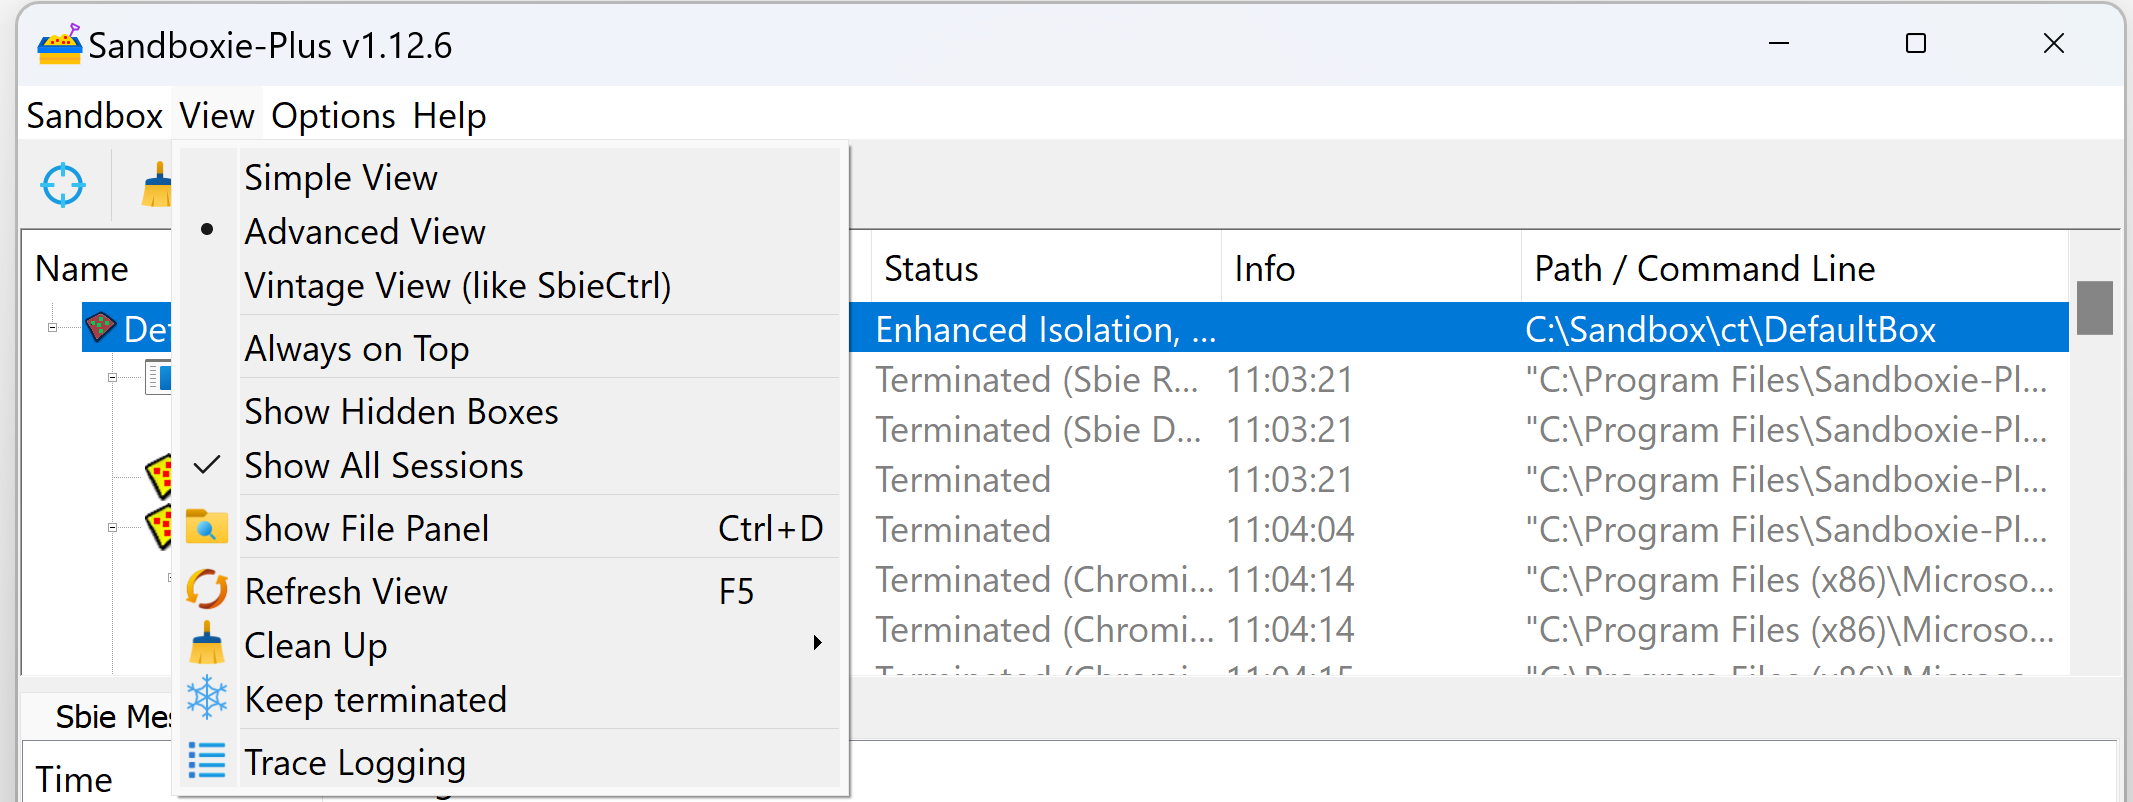 Sandboxie-Plus v1.12.6
Sandbox View Options Help
Simple View
Advanced View
Vintage View (like SbieCtrl)
Always on Top
Show Hidden Boxes
Show All Sessions
Show File Panel Ctrl+D
Refresh View F5
Clean Up
Keep terminated
Trace Logging
Name Status Info Path / Command Line
Enhanced Isolation, ... C:\Sandbox\ct\DefaultBox
Terminated (Sbie R... 11:03:21 "C:\Program Files\Sandboxie-Pl...
Terminated (Sbie D... 11:03:21 "C:\Program Files\Sandboxie-Pl...
Terminated 11:03:21 "C:\Program Files\Sandboxie-Pl...
Terminated 11:04:04 "C:\Program Files\Sandboxie-Pl...
Terminated (Chromi... 11:04:14 "C:\Program Files (x86)\Microso...
Terminated (Chromi... 11:04:14 "C:\Program Files (x86)\Microso...
Sbie
Time